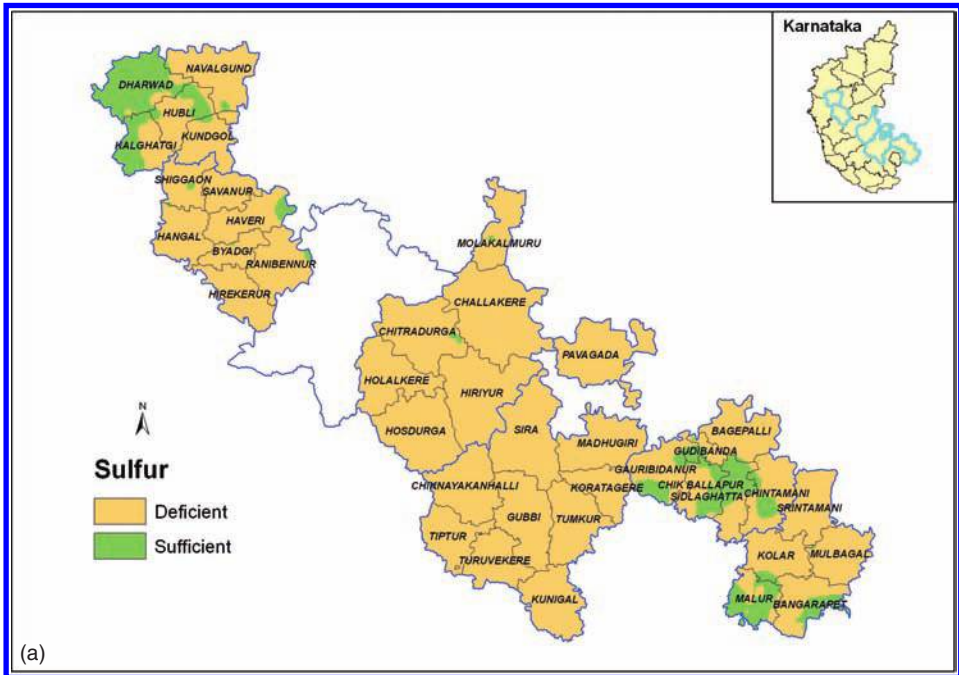 Karnataka
NAVALGUND
DHARWAD
HUBLI
KUNDGOL
KALGHATGI
SHIGGAON
SAVANUR
HAVERI
HANGAL
BYADGI
RANIBENNUR
HIREKERUR
MOLAKALMURU
CHALLAKERE
CHITRADURGA
PAVAGADA
HOLALKERE
HIRIYUR
HOSDURGA
SIRA
MADHUGIRI
BAGEPALLI
GUDIBANDA
GAURIBIDANUR
CHIKNAYAKANHALLI
KORATAGERE
CHIK BALLAPUR
SIDLAGHATTA
CHINTAMANI
SRINTAMANI
GUBBI
TUMKUR
TIPTUR
TURUVEKERE
KOLAR
MULBAGAL
KUNIGAL
MALUR
BANGARAPET
N
Sulfur
Deficient
Sufficient
(a)